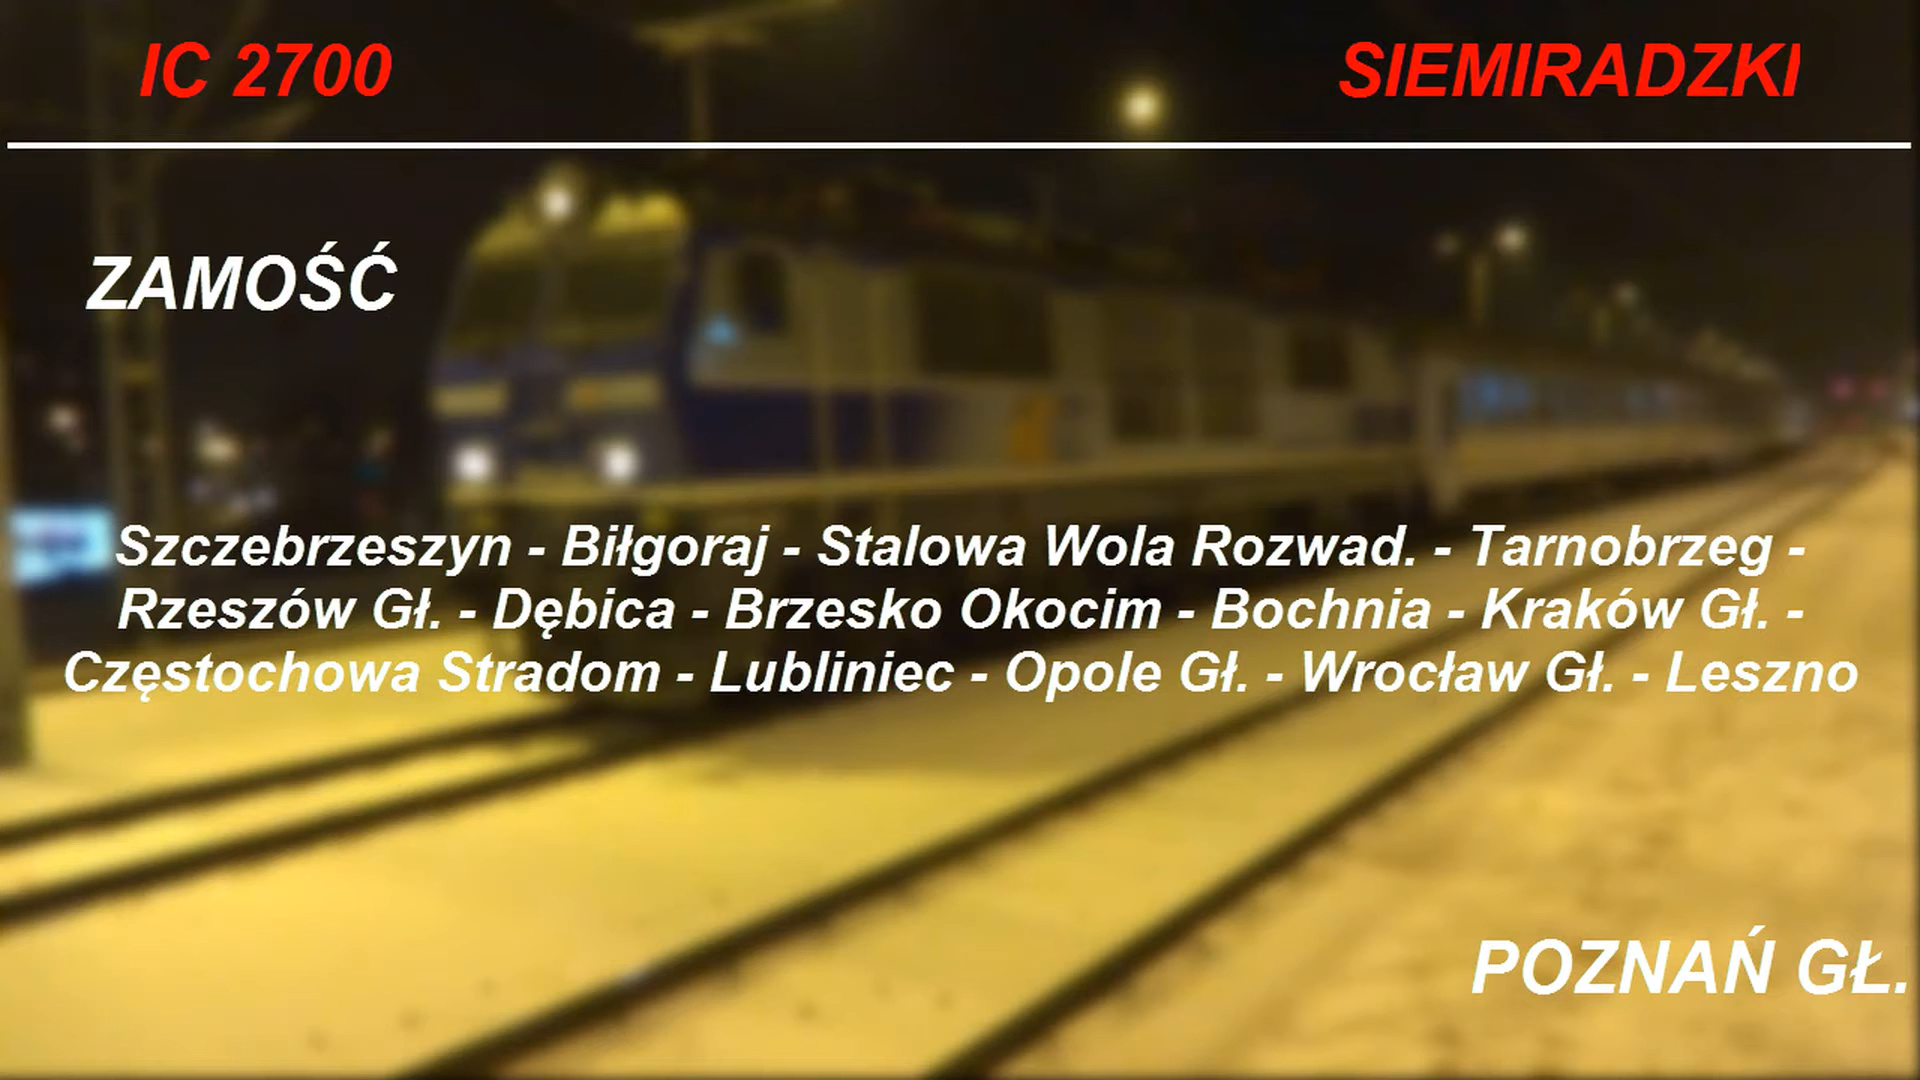 IC 2700
SIEMIRADZKI
ZAMOŚĆ
Szczebrzeszyn - Biłgoraj - Stalowa Wola Rozwad. - Tarnobrzeg -
Rzeszów Gł. - Dębica - Brzesko Okocim - Bochnia - Kraków Gł. -
Częstochowa Stradom - Lubliniec - Opole Gł. - Wrocław Gł. - Leszno
POZNAŃ GŁ.